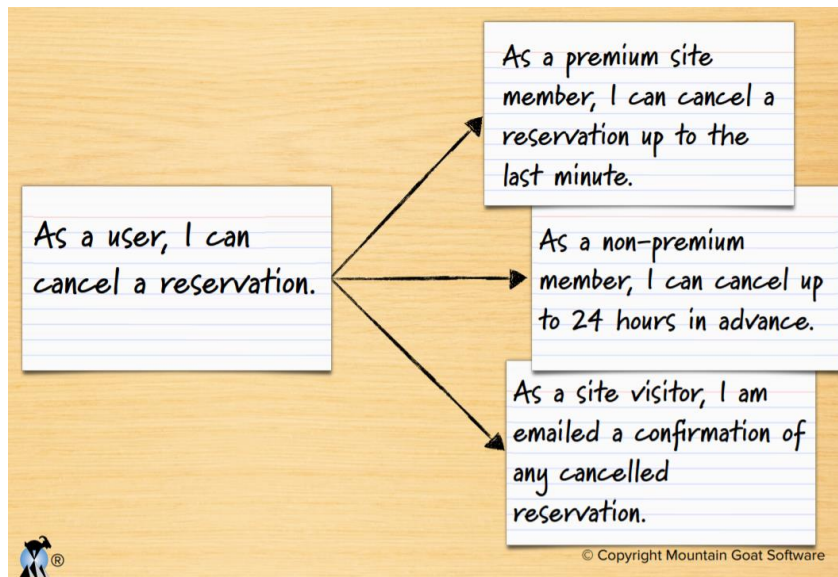 As a user, I can
cancel a reservation.
As a premium site
member, I can cancel a
reservation up to the
last minute.
As a non-premium
member, I can cancel up
to 24 hours in advance.
As a site visitor, I am
emailed a confirmation of
any cancelled
reservation.
®
© Copyright Mountain Goat Software